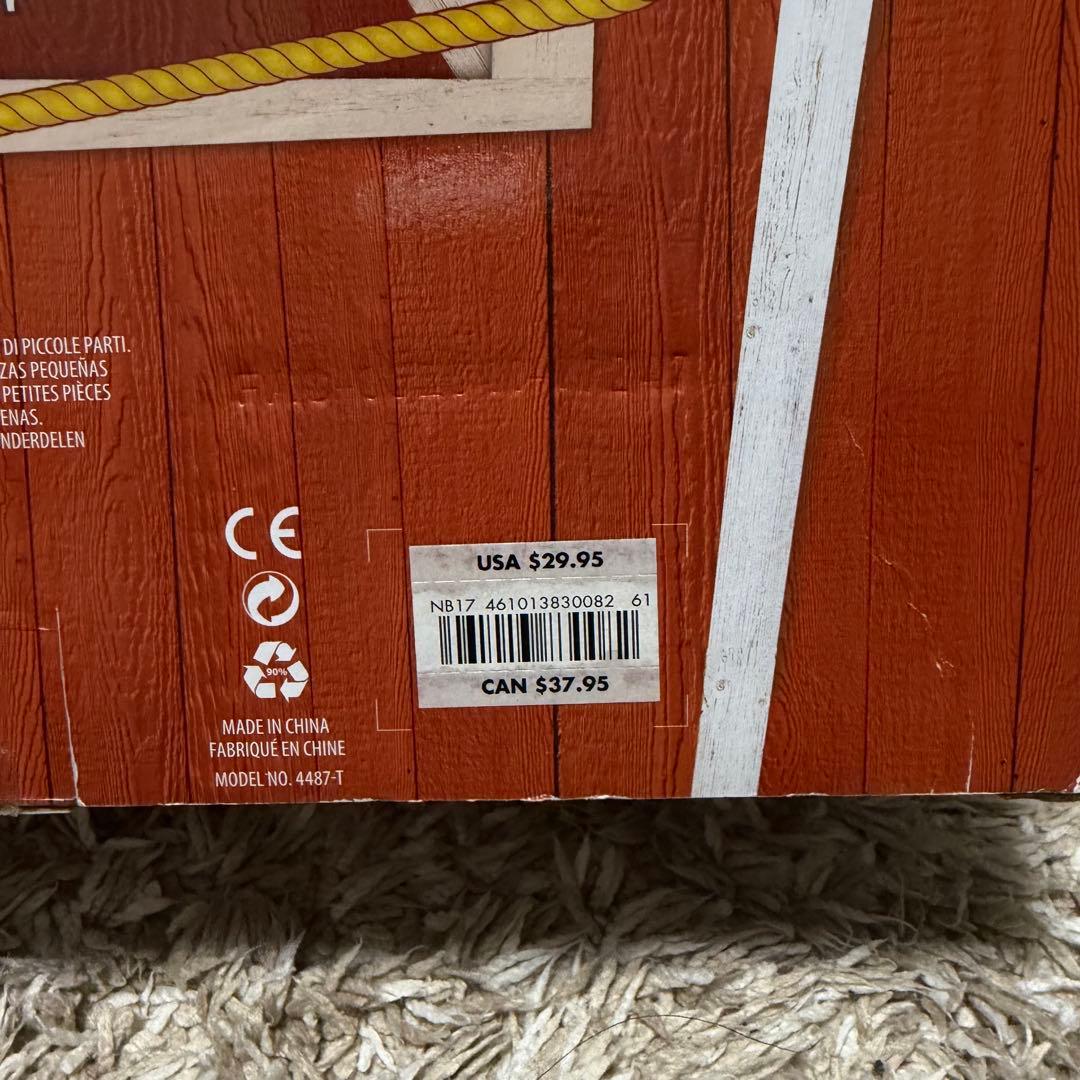 DI PICCOLE PARTI.
ZAS PEQUEÑAS
PETITES PIÈCES
ENAS.
NDERDELEN
CE
90%
MADE IN CHINA
FABRIQUÉ EN CHINE
MODEL NO. 4487-T
USA $29.95
NB17 461013830082 61
CAN $37.95